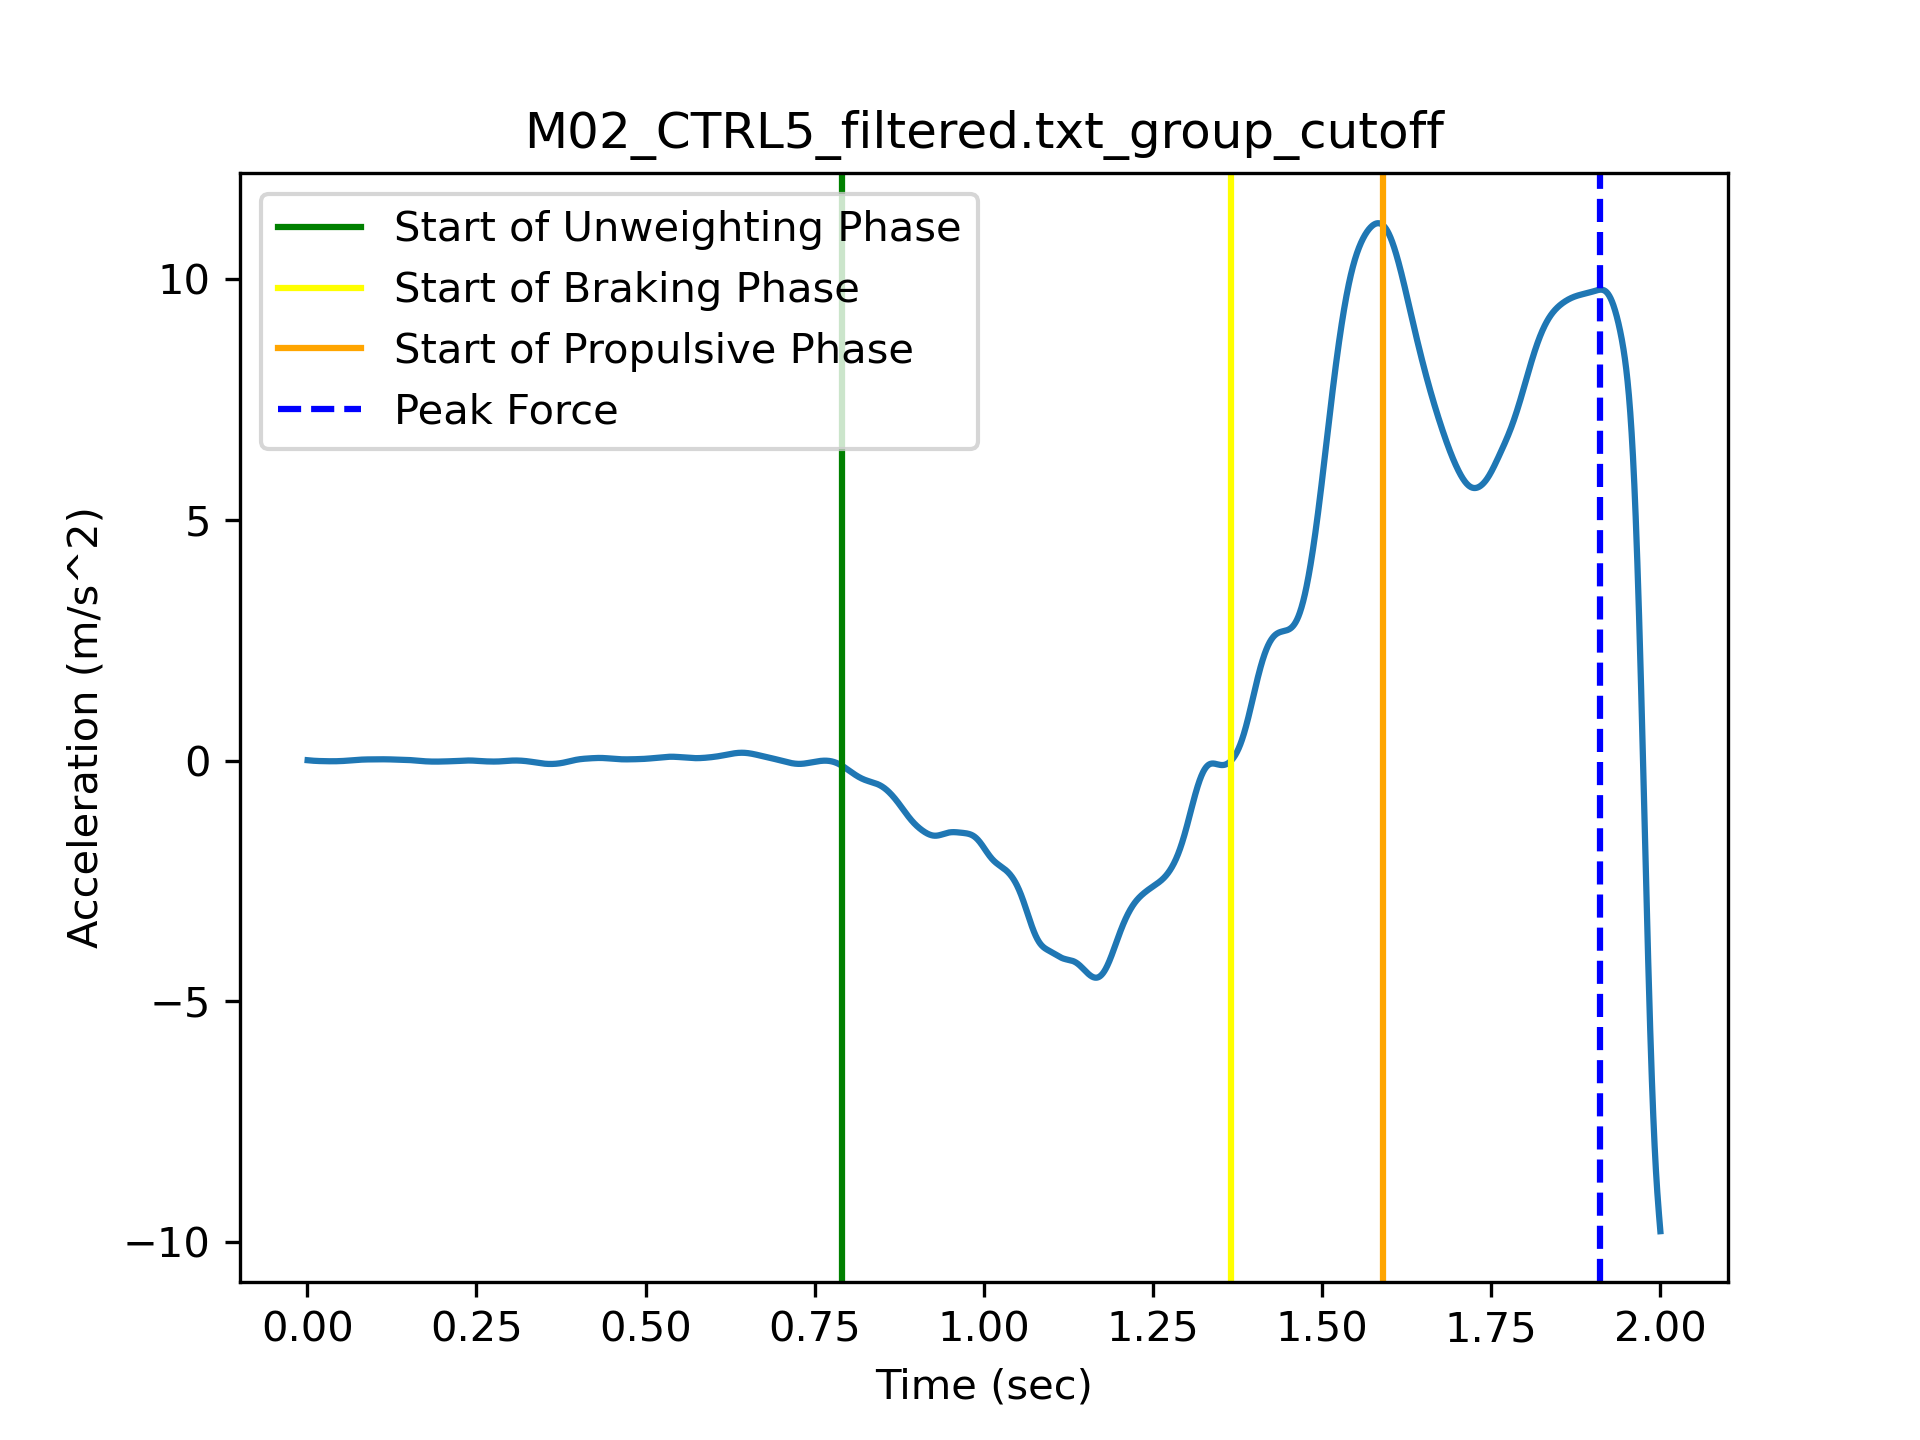 M02_CTRL5_filtered.txt_group_cutoff
Start of Unweighting Phase
Start of Braking Phase
Start of Propulsive Phase
Peak Force
Acceleration (m/s^2)
10
5
0
−5
−10
0.00 0.25 0.50 0.75 1.00 1.25 1.50 1.75 2.00
Time (sec)